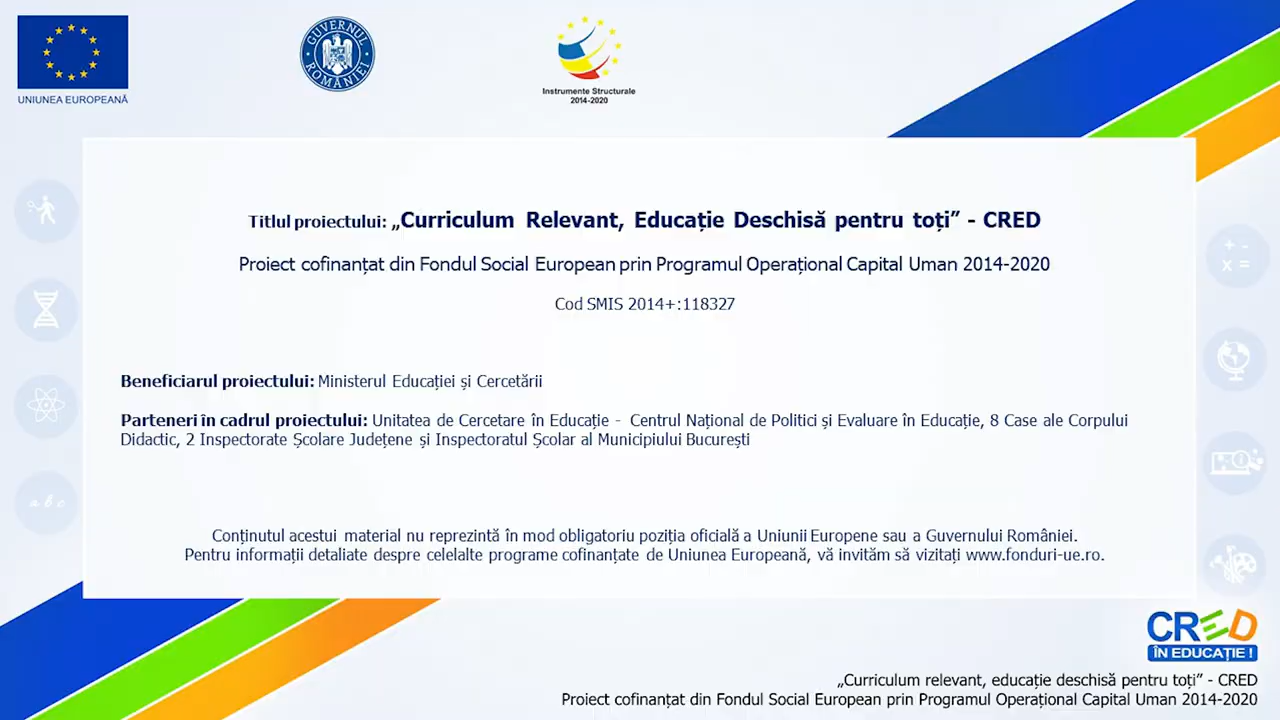 UNIUNEA EUROPEANĂ
GUVERNUL ROMÂNIEI
Instrumente Structurale
2014-2020
Titlul proiectului: „Curriculum Relevant, Educație Deschisă pentru toți” - CRED
Proiect cofinanțat din Fondul Social European prin Programul Operațional Capital Uman 2014-2020
Cod SMIS 2014+:118327
Beneficiarul proiectului: Ministerul Educației și Cercetării
Parteneri în cadrul proiectului: Unitatea de Cercetare în Educație - Centrul Național de Politici și Evaluare în Educație, 8 Case ale Corpului
Didactic, 2 Inspectorate Școlare Județene și Inspectoratul Școlar al Municipiului București
a b c
Conținutul acestui material nu reprezintă în mod obligatoriu poziția oficială a Uniunii Europene sau a Guvernului României.
Pentru informații detaliate despre celelalte programe cofinanțate de Uniunea Europeană, vă invităm să vizitați www.fonduri-ue.ro.
CRED
ÎN EDUCAȚIE !
„Curriculum relevant, educație deschisă pentru toți” - CRED
Proiect cofinanțat din Fondul Social European prin Programul Operațional Capital Uman 2014-2020